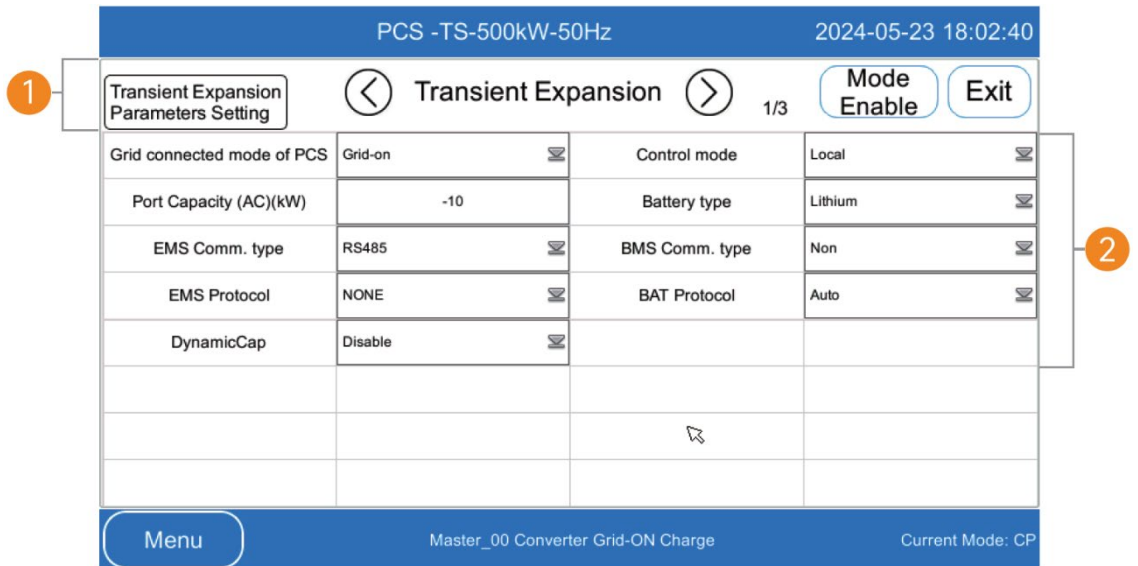 PCS -TS-500kW-50Hz 2024-05-23 18:02:40
1
Transient Expansion
Parameters Setting
Transient Expansion
1/3
Mode
Enable
Exit
Grid connected mode of PCS Grid-on Control mode Local
Port Capacity (AC)(kW) -10 Battery type Lithium
EMS Comm. type RS485 BMS Comm. type Non
2
EMS Protocol NONE BAT Protocol Auto
DynamicCap Disable
Menu Master_00 Converter Grid-ON Charge Current Mode: CP